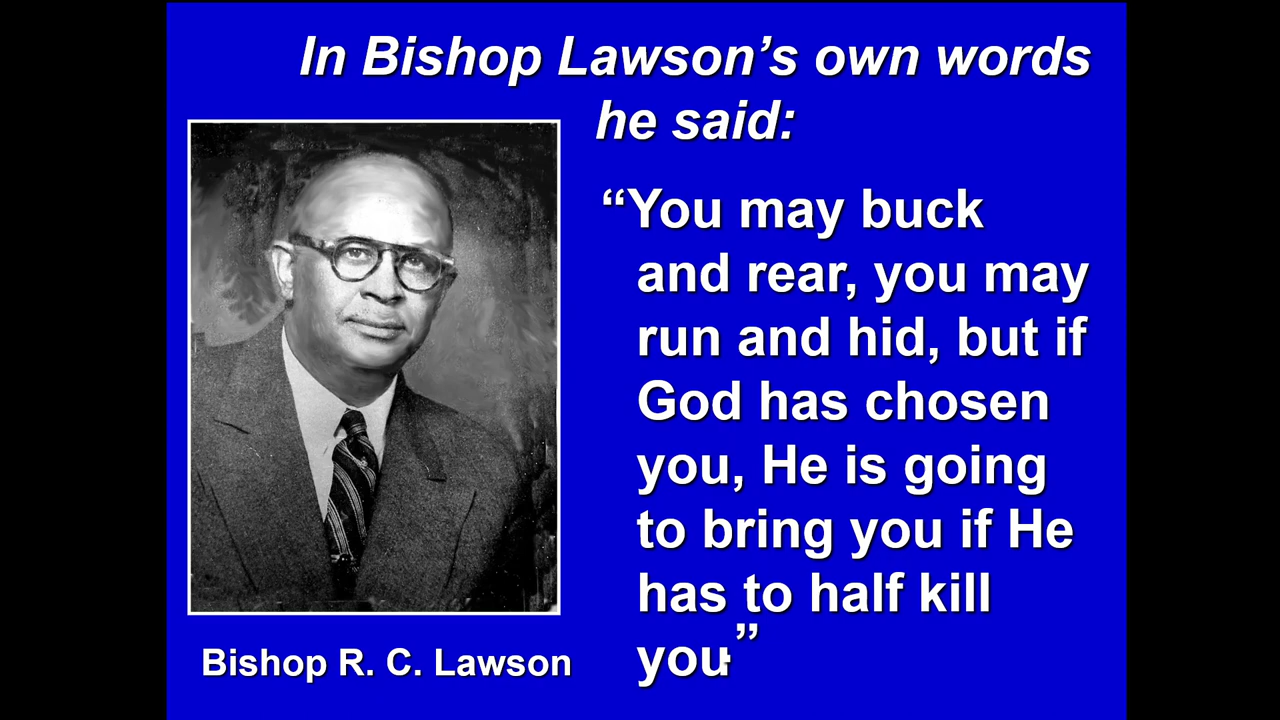 In Bishop Lawson’s own words
he said:
“You may buck
and rear, you may
run and hid, but if
God has chosen
you, He is going
to bring you if He
has to half kill
you.”
Bishop R. C. Lawson